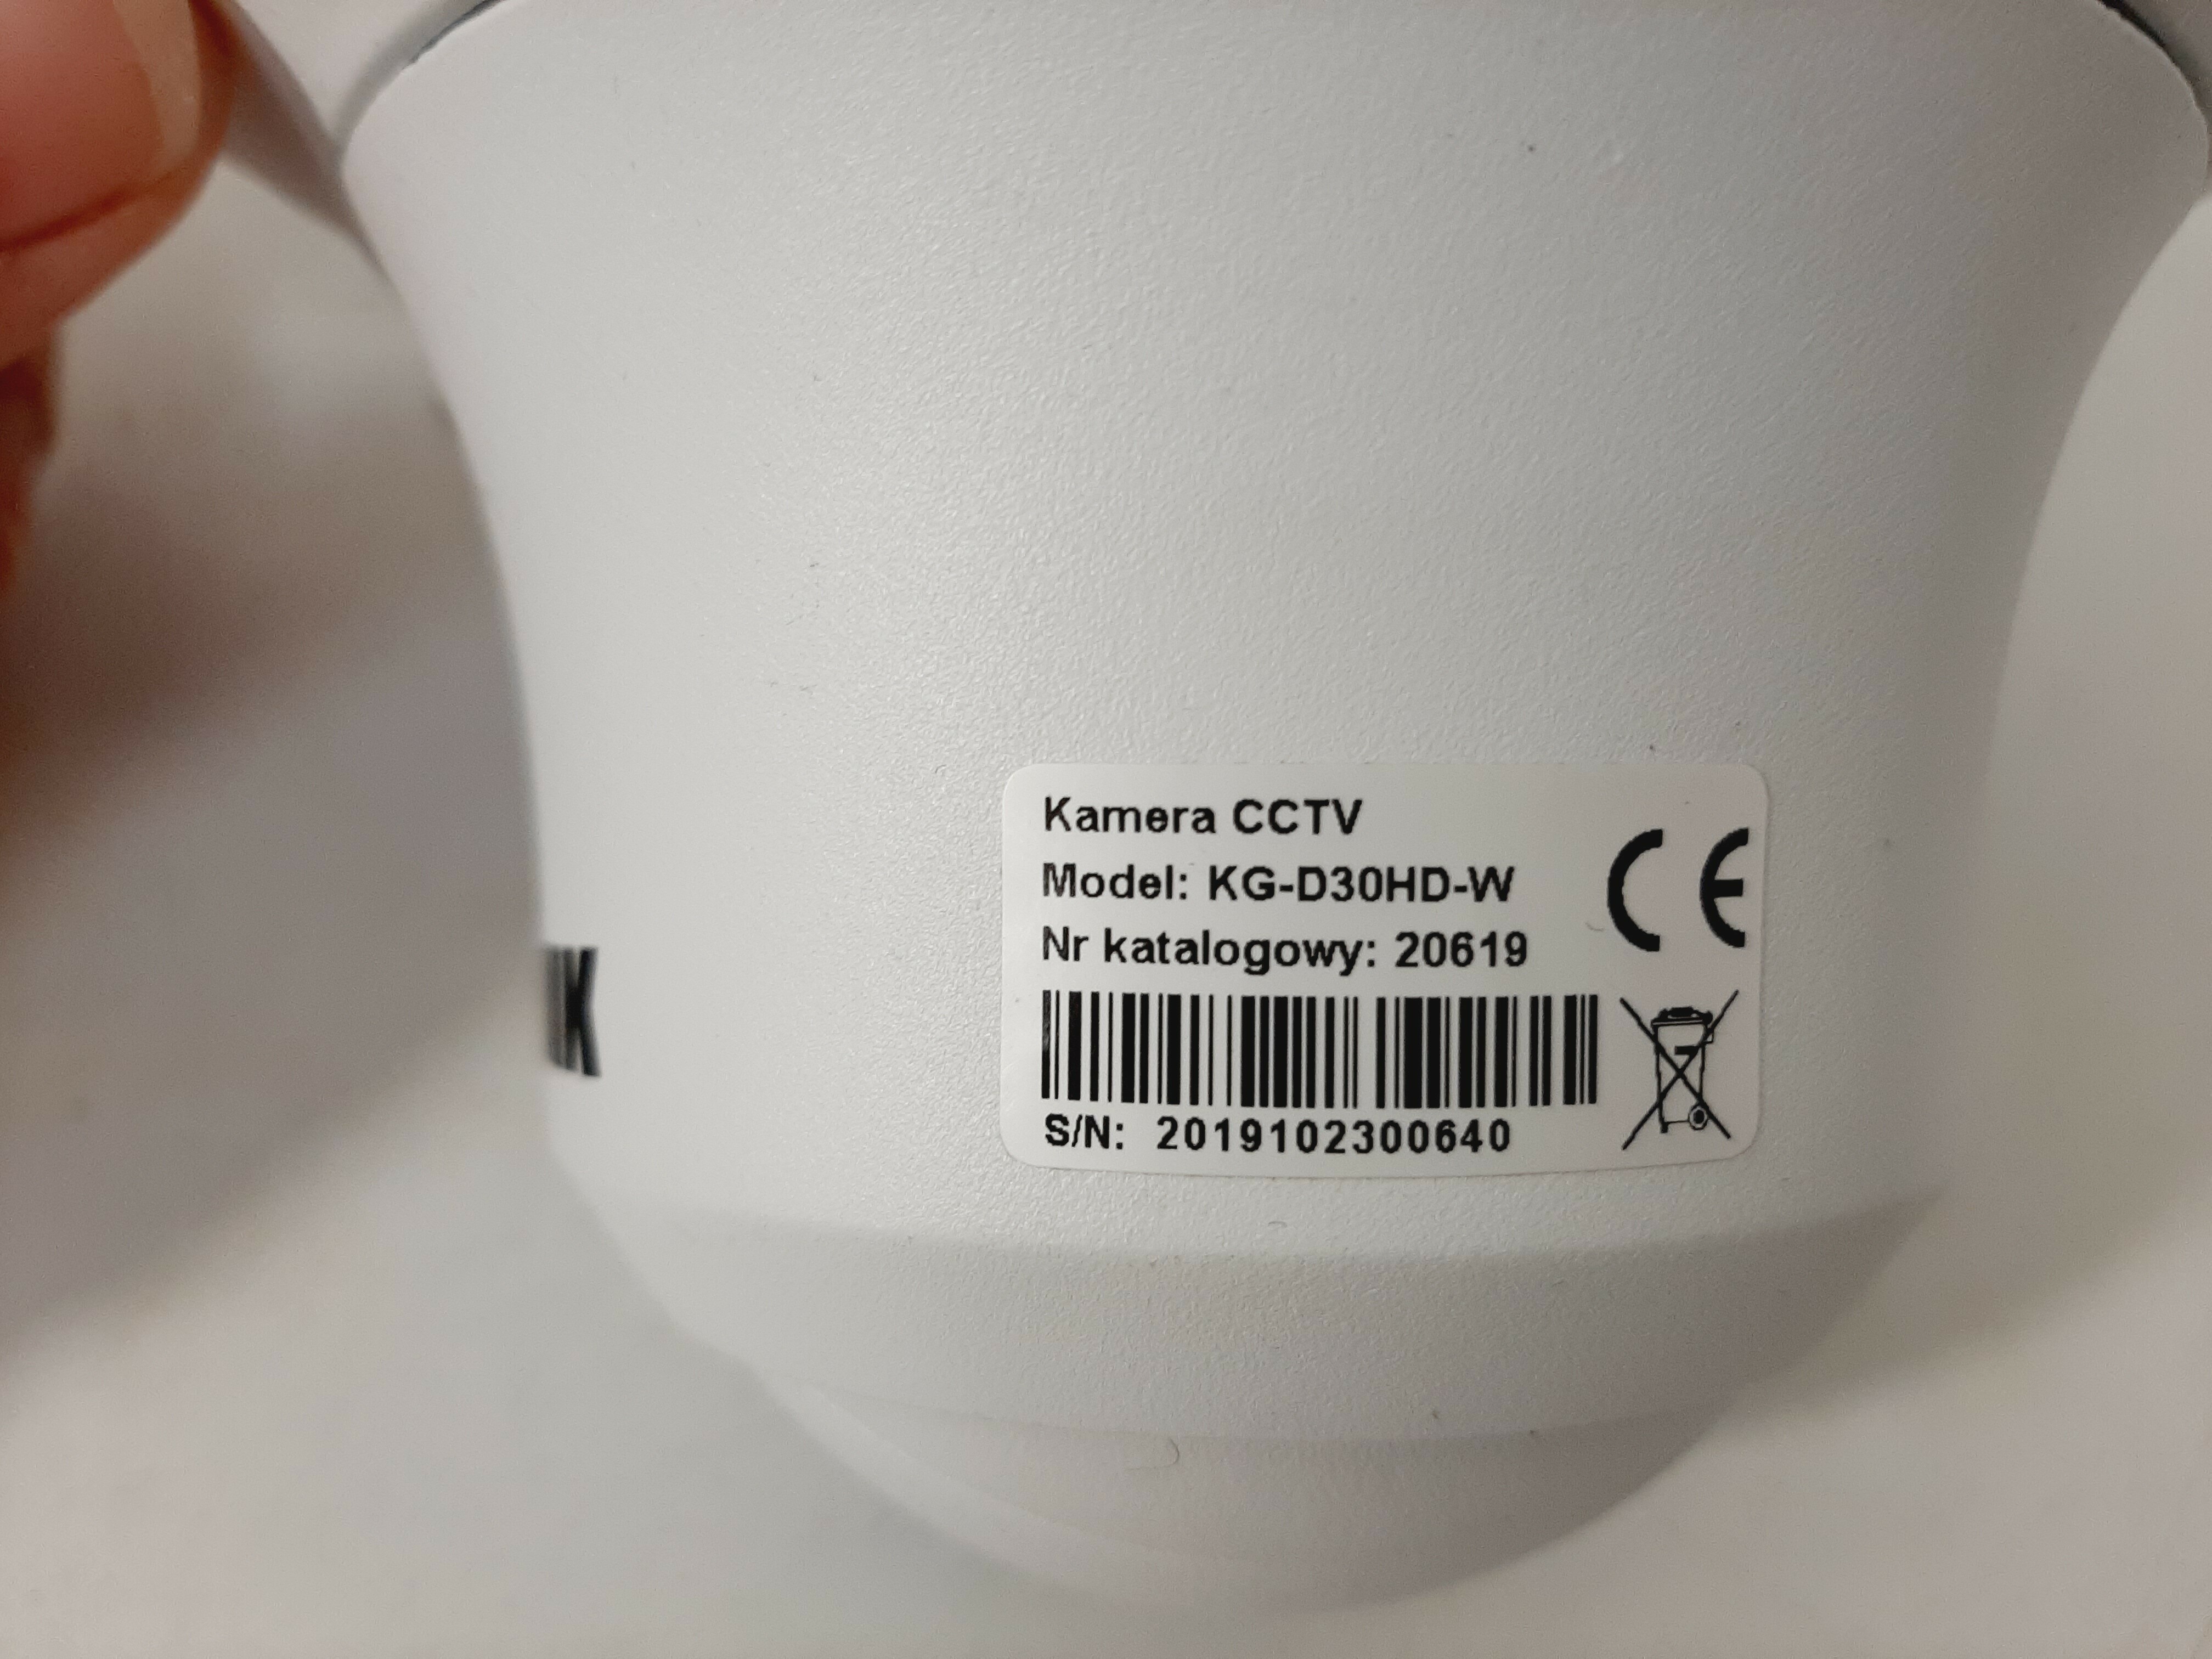 Kamera CCTV
Model: KG-D30HD-W
Nr katalogowy: 20619
CE
S/N: 2019102300640